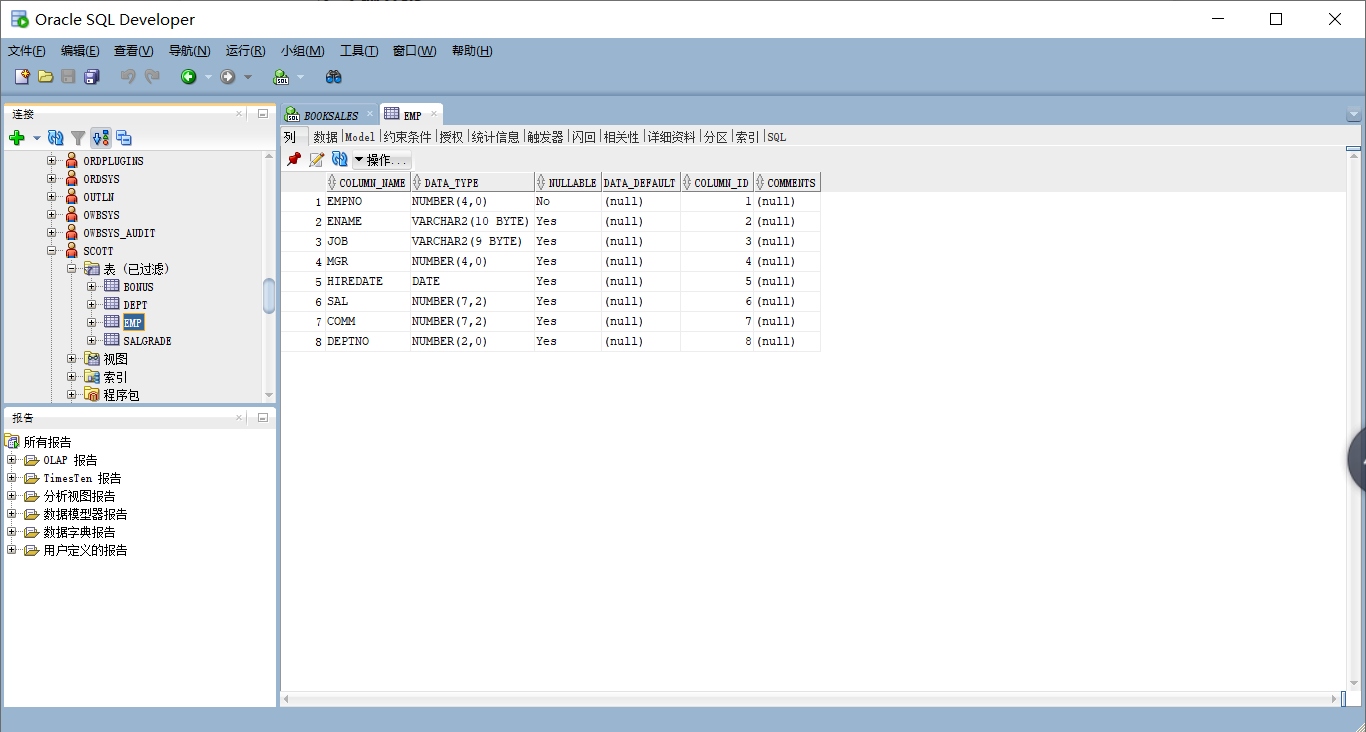 Oracle SQL Developer
文件(F) 编辑(E) 查看(V) 导航(N) 运行(R) 小组(M) 工具(T) 窗口(W) 帮助(H)
连接
ORDPLUGINS
ORDSYS
OUTLN
OWBSYS
OWBSYS_AUDIT
SCOTT
表 (已过滤)
BONUS
DEPT
EMP
SALGRADE
视图
索引
程序包
报告
所有报告
OLAP 报告
TimesTen 报告
分析视图报告
数据模型器报告
数据字典报告
用户定义的报告
BOOKSALES EMP
列 数据 Model 约束条件 授权 统计信息 触发器 闪回 相关性 详细资料 分区 索引 SQL
操作...
COLUMN_NAME DATA_TYPE NULLABLE DATA_DEFAULT COLUMN_ID COMMENTS
1 EMPNO NUMBER(4,0) No (null) 1 (null)
2 ENAME VARCHAR2(10 BYTE) Yes (null) 2 (null)
3 JOB VARCHAR2(9 BYTE) Yes (null) 3 (null)
4 MGR NUMBER(4,0) Yes (null) 4 (null)
5 HIREDATE DATE Yes (null) 5 (null)
6 SAL NUMBER(7,2) Yes (null) 6 (null)
7 COMM NUMBER(7,2) Yes (null) 7 (null)
8 DEPTNO NUMBER(2,0) Yes (null) 8 (null)